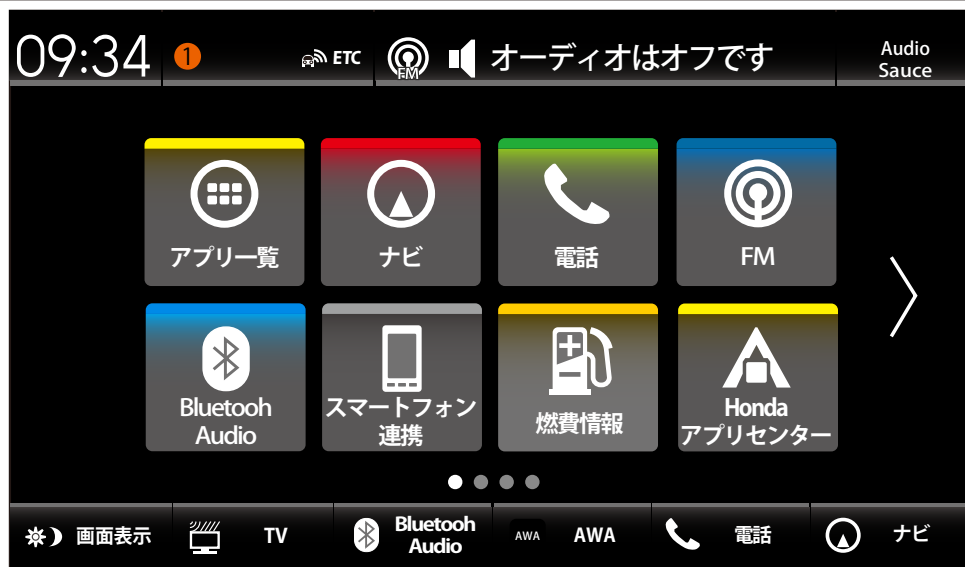 09:34
1
ETC
FM
オーディオはオフです
Audio
Sauce
アプリ一覧
ナビ
電話
FM
Bluetooh
Audio
スマートフォン
連携
燃費情報
Honda
アプリセンター
画面表示
TV
Bluetooh
Audio
AWA
AWA
電話
ナビ